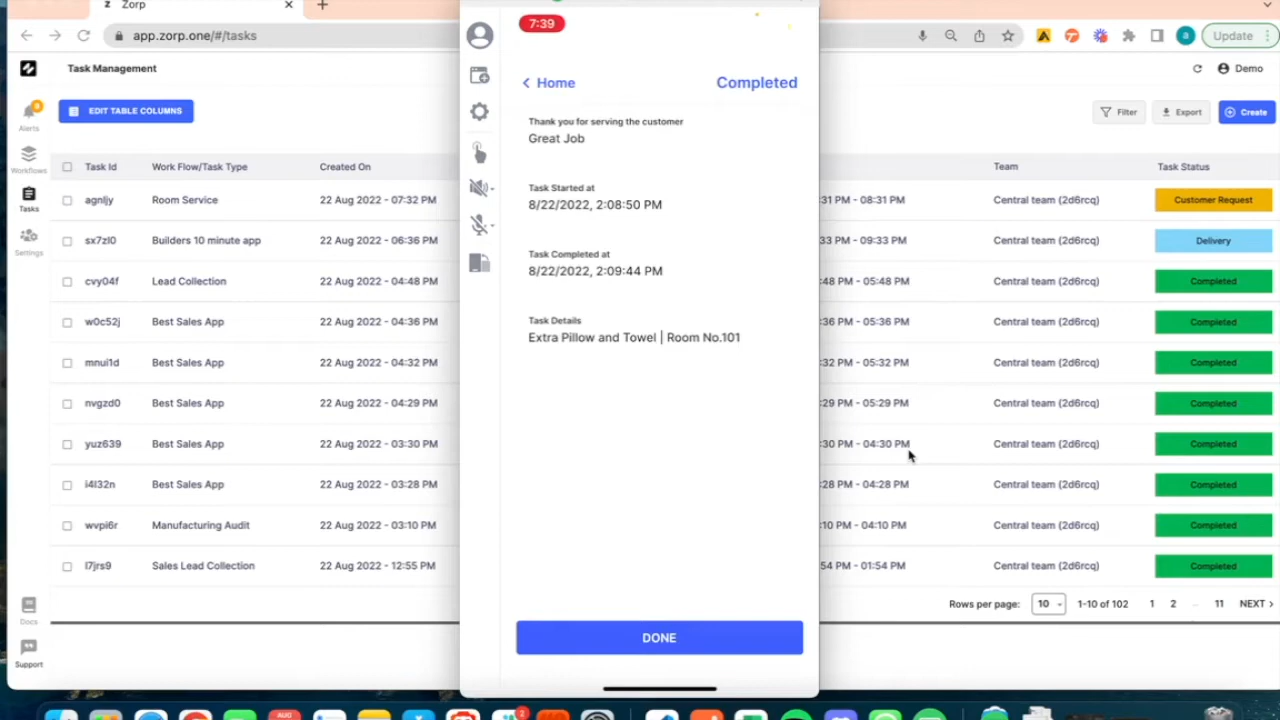 Zorp
app.zorp.one/#/tasks
Update
Task Management
Demo
Alerts
Workflows
Tasks
Settings
Docs
Support
EDIT TABLE COLUMNS
Filter
Export
Create
Task Id Work Flow/Task Type Created On Team Task Status
agnljy Room Service 22 Aug 2022 - 07:32 PM :31 PM - 08:31 PM Central team (2d6rcq) Customer Request
sx7zl0 Builders 10 minute app 22 Aug 2022 - 06:36 PM :33 PM - 09:33 PM Central team (2d6rcq) Delivery
cvy04f Lead Collection 22 Aug 2022 - 04:48 PM :48 PM - 05:48 PM Central team (2d6rcq) Completed
w0c52j Best Sales App 22 Aug 2022 - 04:36 PM :36 PM - 05:36 PM Central team (2d6rcq) Completed
mnui1d Best Sales App 22 Aug 2022 - 04:32 PM :32 PM - 05:32 PM Central team (2d6rcq) Completed
nvgzd0 Best Sales App 22 Aug 2022 - 04:29 PM :29 PM - 05:29 PM Central team (2d6rcq) Completed
yuz639 Best Sales App 22 Aug 2022 - 03:30 PM :30 PM - 04:30 PM Central team (2d6rcq) Completed
i4l32n Best Sales App 22 Aug 2022 - 03:28 PM :28 PM - 04:28 PM Central team (2d6rcq) Completed
wvpi6r Manufacturing Audit 22 Aug 2022 - 03:10 PM :10 PM - 04:10 PM Central team (2d6rcq) Completed
l7jrs9 Sales Lead Collection 22 Aug 2022 - 12:55 PM :54 PM - 01:54 PM Central team (2d6rcq) Completed
Rows per page: 10 1-10 of 102 1 2 ... 11 NEXT
7:39
Home
Completed
Thank you for serving the customer
Great Job
Task Started at
8/22/2022, 2:08:50 PM
Task Completed at
8/22/2022, 2:09:44 PM
Task Details
Extra Pillow and Towel | Room No.101
DONE
AUG
2